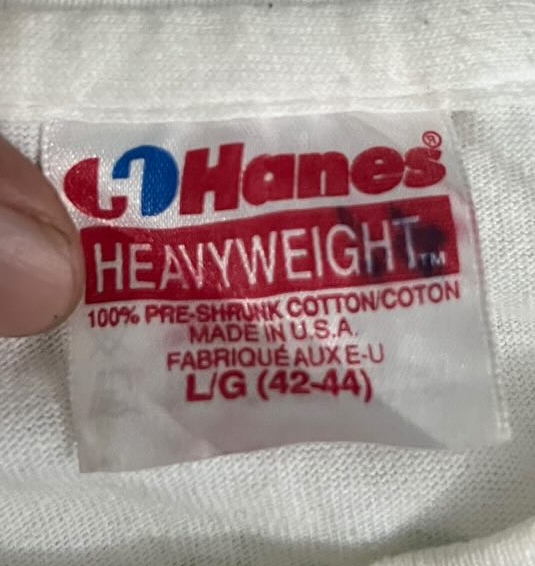 Hanes®
HEAVYWEIGHT™
100% PRE-SHRUNK COTTON/COTON
MADE IN U.S.A.
FABRIQUÉ AUX E-U
L/G (42-44)